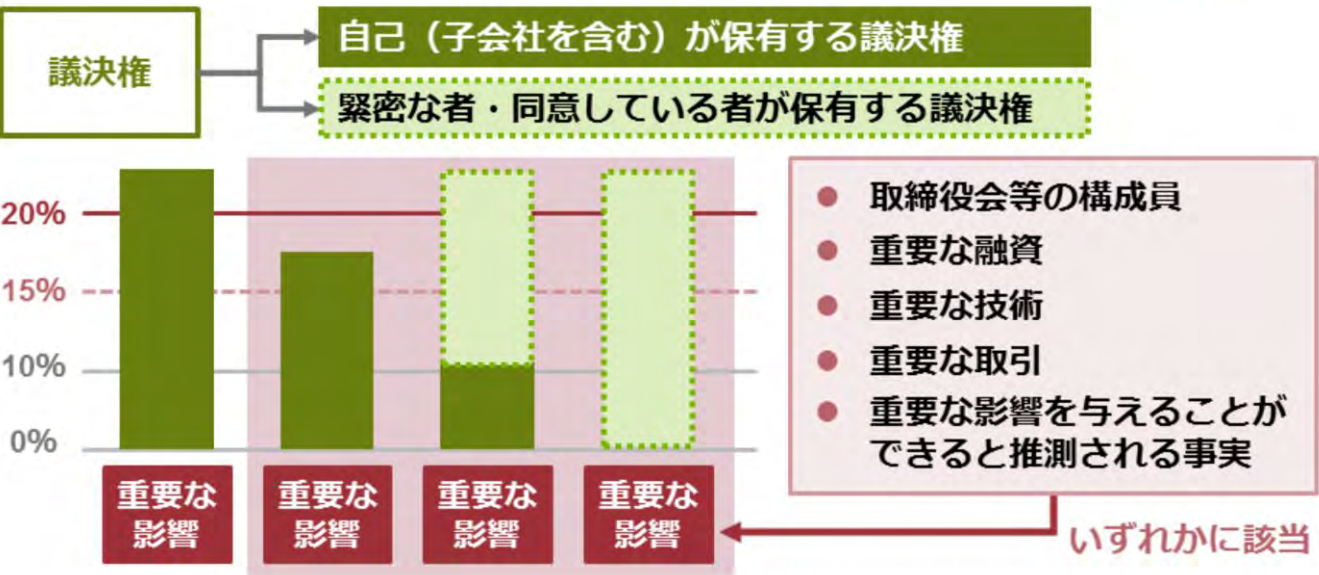 議決権
自己（子会社を含む）が保有する議決権
緊密な者・同意している者が保有する議決権
20%
15%
10%
0%
重要な
影響
重要な
影響
重要な
影響
重要な
影響
● 取締役会等の構成員
● 重要な融資
● 重要な技術
● 重要な取引
● 重要な影響を与えることが
できると推測される事実
いずれかに該当